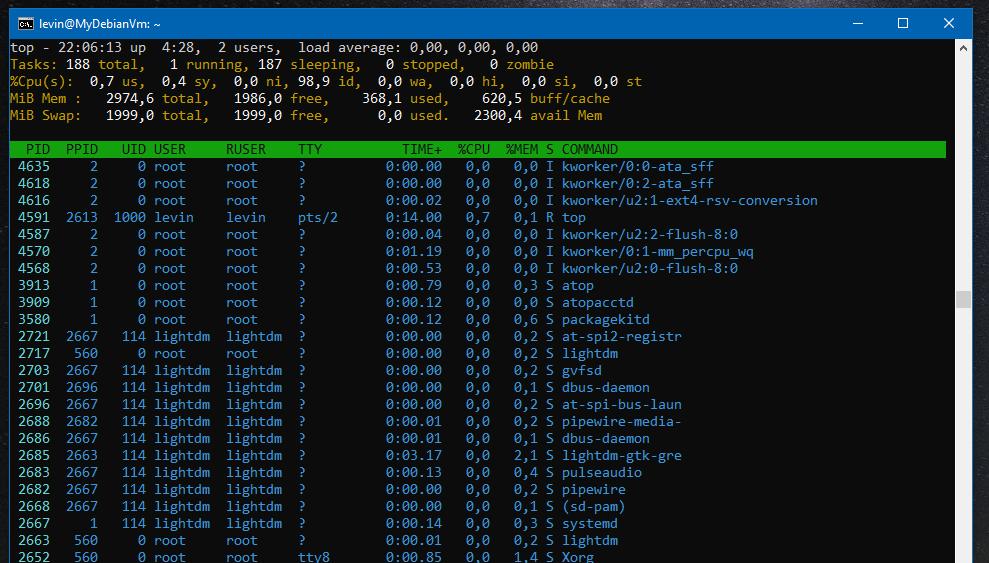 levin@MyDebianVm: ~
top - 22:06:13 up  4:28,  2 users,  load average: 0,00, 0,00, 0,00
Tasks: 188 total,   1 running, 187 sleeping,   0 stopped,   0 zombie
%Cpu(s):  0,7 us,  0,4 sy,  0,0 ni, 98,9 id,  0,0 wa,  0,0 hi,  0,0 si,  0,0 st
MiB Mem :   2974,6 total,   1986,0 free,    368,1 used,    620,5 buff/cache
MiB Swap:   1999,0 total,   1999,0 free,      0,0 used.   2300,4 avail Mem
PID  PPID   UID USER     RUSER    TTY          TIME+  %CPU  %MEM S COMMAND
4635     2     0 root     root     ?          0:00.00   0,0   0,0 I kworker/0:0-ata_sff
4618     2     0 root     root     ?          0:00.00   0,0   0,0 I kworker/0:2-ata_sff
4616     2     0 root     root     ?          0:00.02   0,0   0,0 I kworker/u2:1-ext4-rsv-conversion
4591  2613  1000 levin    levin    pts/2      0:14.00   0,7   0,1 R top
4587     2     0 root     root     ?          0:00.04   0,0   0,0 I kworker/u2:2-flush-8:0
4570     2     0 root     root     ?          0:01.19   0,0   0,0 I kworker/0:1-mm_percpu_wq
4568     2     0 root     root     ?          0:00.53   0,0   0,0 I kworker/u2:0-flush-8:0
3913     1     0 root     root     ?          0:00.79   0,0   0,3 S atop
3909     1     0 root     root     ?          0:00.12   0,0   0,0 S atopacctd
3580     1     0 root     root     ?          0:00.12   0,0   0,6 S packagekitd
2721  2667   114 lightdm  lightdm  ?          0:00.00   0,0   0,2 S at-spi2-registr
2717   560     0 root     root     ?          0:00.00   0,0   0,2 S lightdm
2703  2667   114 lightdm  lightdm  ?          0:00.00   0,0   0,2 S gvfsd
2701  2696   114 lightdm  lightdm  ?          0:00.00   0,0   0,1 S dbus-daemon
2696  2667   114 lightdm  lightdm  ?          0:00.00   0,0   0,2 S at-spi-bus-laun
2688  2682   114 lightdm  lightdm  ?          0:00.01   0,0   0,2 S pipewire-media-
2686  2667   114 lightdm  lightdm  ?          0:00.01   0,0   0,1 S dbus-daemon
2685  2663   114 lightdm  lightdm  ?          0:03.17   0,0   2,1 S lightdm-gtk-gre
2683  2667   114 lightdm  lightdm  ?          0:00.13   0,0   0,4 S pulseaudio
2682  2667   114 lightdm  lightdm  ?          0:00.00   0,0   0,2 S pipewire
2668  2667   114 lightdm  lightdm  ?          0:00.00   0,0   0,1 S (sd-pam)
2667     1   114 lightdm  lightdm  ?          0:00.14   0,0   0,3 S systemd
2663   560     0 root     root     ?          0:00.01   0,0   0,2 S lightdm
2652   560     0 root     root     tty8       0:00.85   0,0   1,4 S Xorg